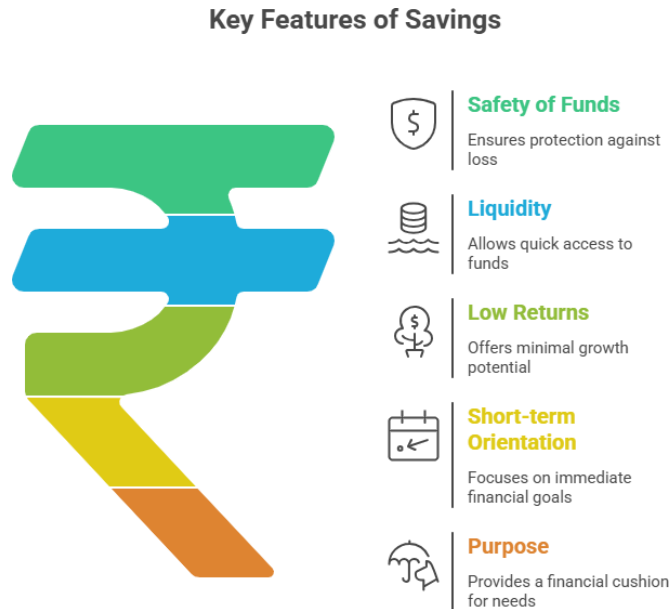 Key Features of Savings
$
Safety of Funds
Ensures protection against
loss
Liquidity
Allows quick access to
funds
$
Low Returns
Offers minimal growth
potential
Short-term
Orientation
Focuses on immediate
financial goals
Purpose
Provides a financial cushion
for needs